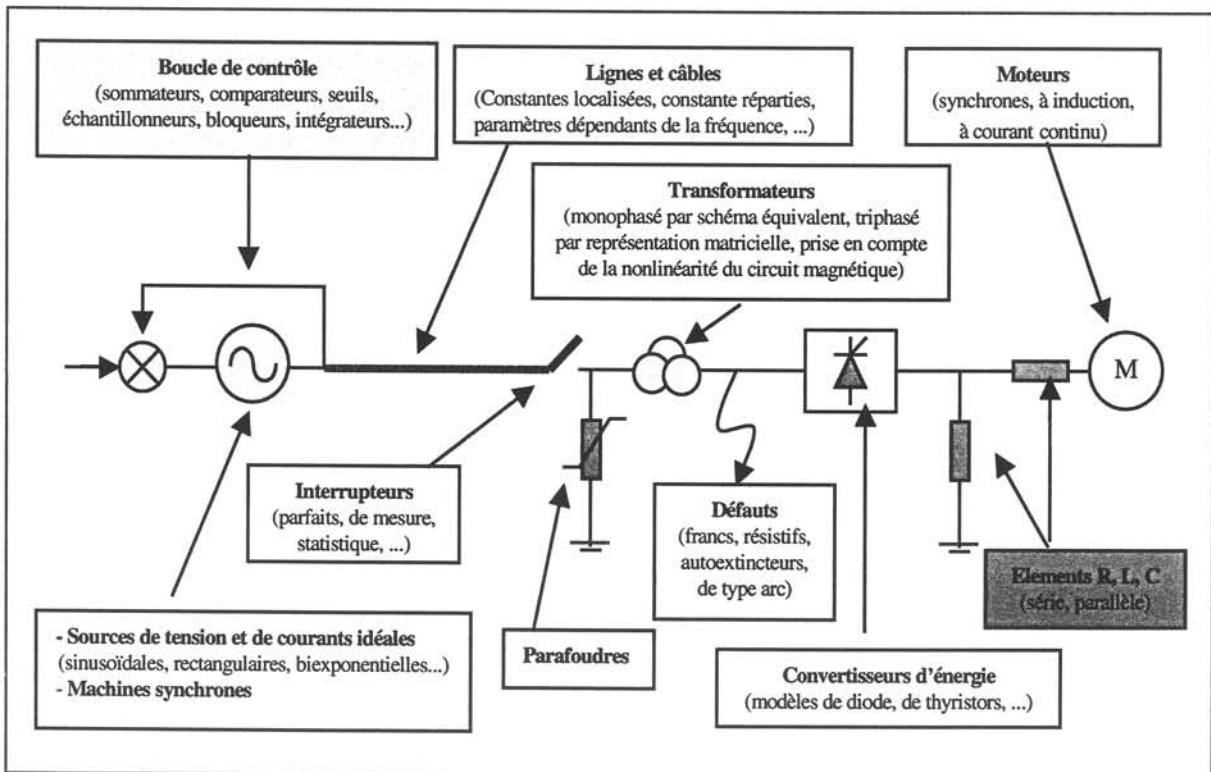 Boucle de contrôle
(sommateurs, comparateurs, seuils,
échantillonneurs, bloqueurs, intégrateurs...)
Lignes et câbles
(Constantes localisées, constante réparties,
paramètres dépendants de la fréquence, ...)
Moteurs
(synchrones, à induction,
à courant continu)
Transformateurs
(monophasé par schéma équivalent, triphasé
par représentation matricielle, prise en compte
de la nonlinéarité du circuit magnétique)
M
Interrupteurs
(parfaits, de mesure,
statistique, ...)
Défauts
(francs, résistifs,
autoextincteurs,
de type arc)
Elements R, L, C
(série, parallèle)
- Sources de tension et de courants idéales
(sinusoïdales, rectangulaires, biexponentielles...)
- Machines synchrones
Parafoudres
Convertisseurs d'énergie
(modèles de diode, de thyristors, ...)